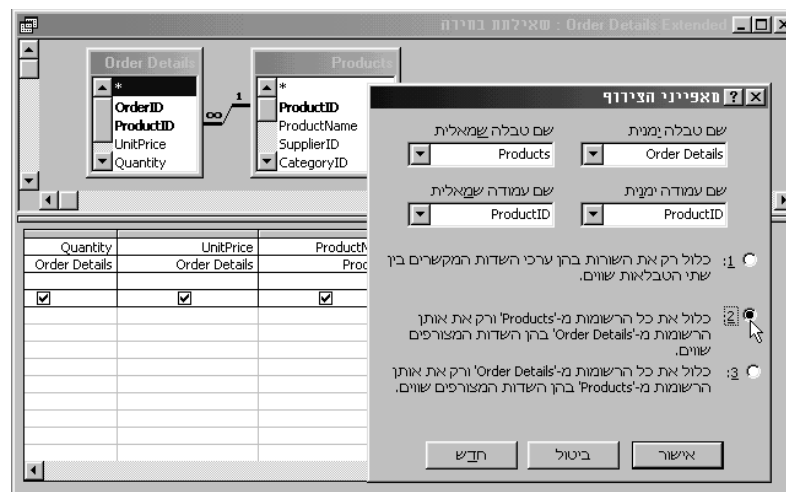 שאילתת בחירה : Order Details Extended
Order Details
*
OrderID
ProductID
UnitPrice
Quantity
∞
1
Products
*
ProductID
ProductName
SupplierID
CategoryID
מאפייני הצירוף
שם טבלה ימנית
שם טבלה שמאלית
Order Details
Products
שם עמודה ימנית
שם עמודה שמאלית
ProductID
ProductID
1: כלול רק את השורות בהן ערכי השדות המקשרים בין
שתי הטבלאות שווים.
2: כלול את כל הרשומות מ-'Products' ורק את אותן
הרשומות מ-'Order Details' בהן השדות המצורפים
שווים.
3: כלול את כל הרשומות מ-'Order Details' ורק את אותן
הרשומות מ-'Products' בהן השדות המצורפים שווים.
אישור
ביטול
חדש
Quantity
UnitPrice
Order Details
Order Details